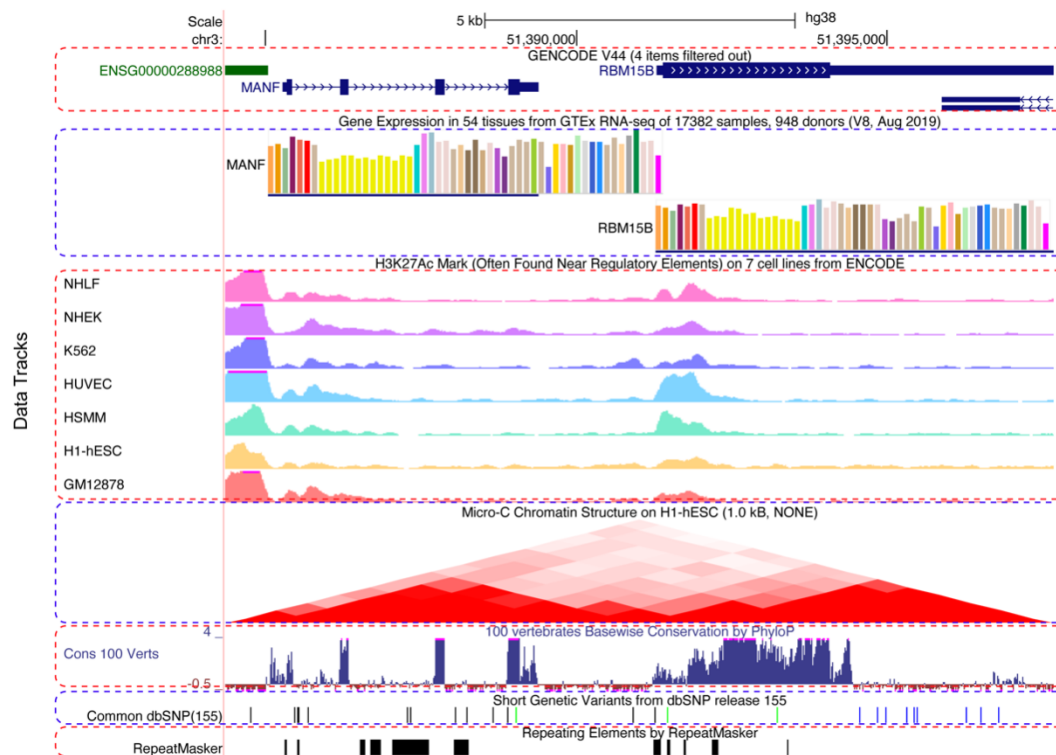 Scale 5 kb hg38
chr3: 51,390,000 51,395,000
GENCODE V44 (4 items filtered out)
ENSG00000288988
RBM15B
MANF
Gene Expression in 54 tissues from GTEx RNA-seq of 17382 samples, 948 donors (V8, Aug 2019)
MANF
RBM15B
H3K27Ac Mark (Often Found Near Regulatory Elements) on 7 cell lines from ENCODE
NHLF
NHEK
K562
HUVEC
HSMM
H1-hESC
GM12878
Data Tracks
Micro-C Chromatin Structure on H1-hESC (1.0 kB, NONE)
4
100 vertebrates Basewise Conservation by PhyloP
Cons 100 Verts
-0.5
Short Genetic Variants from dbSNP release 155
Common dbSNP(155)
Repeating Elements by RepeatMasker
RepeatMasker